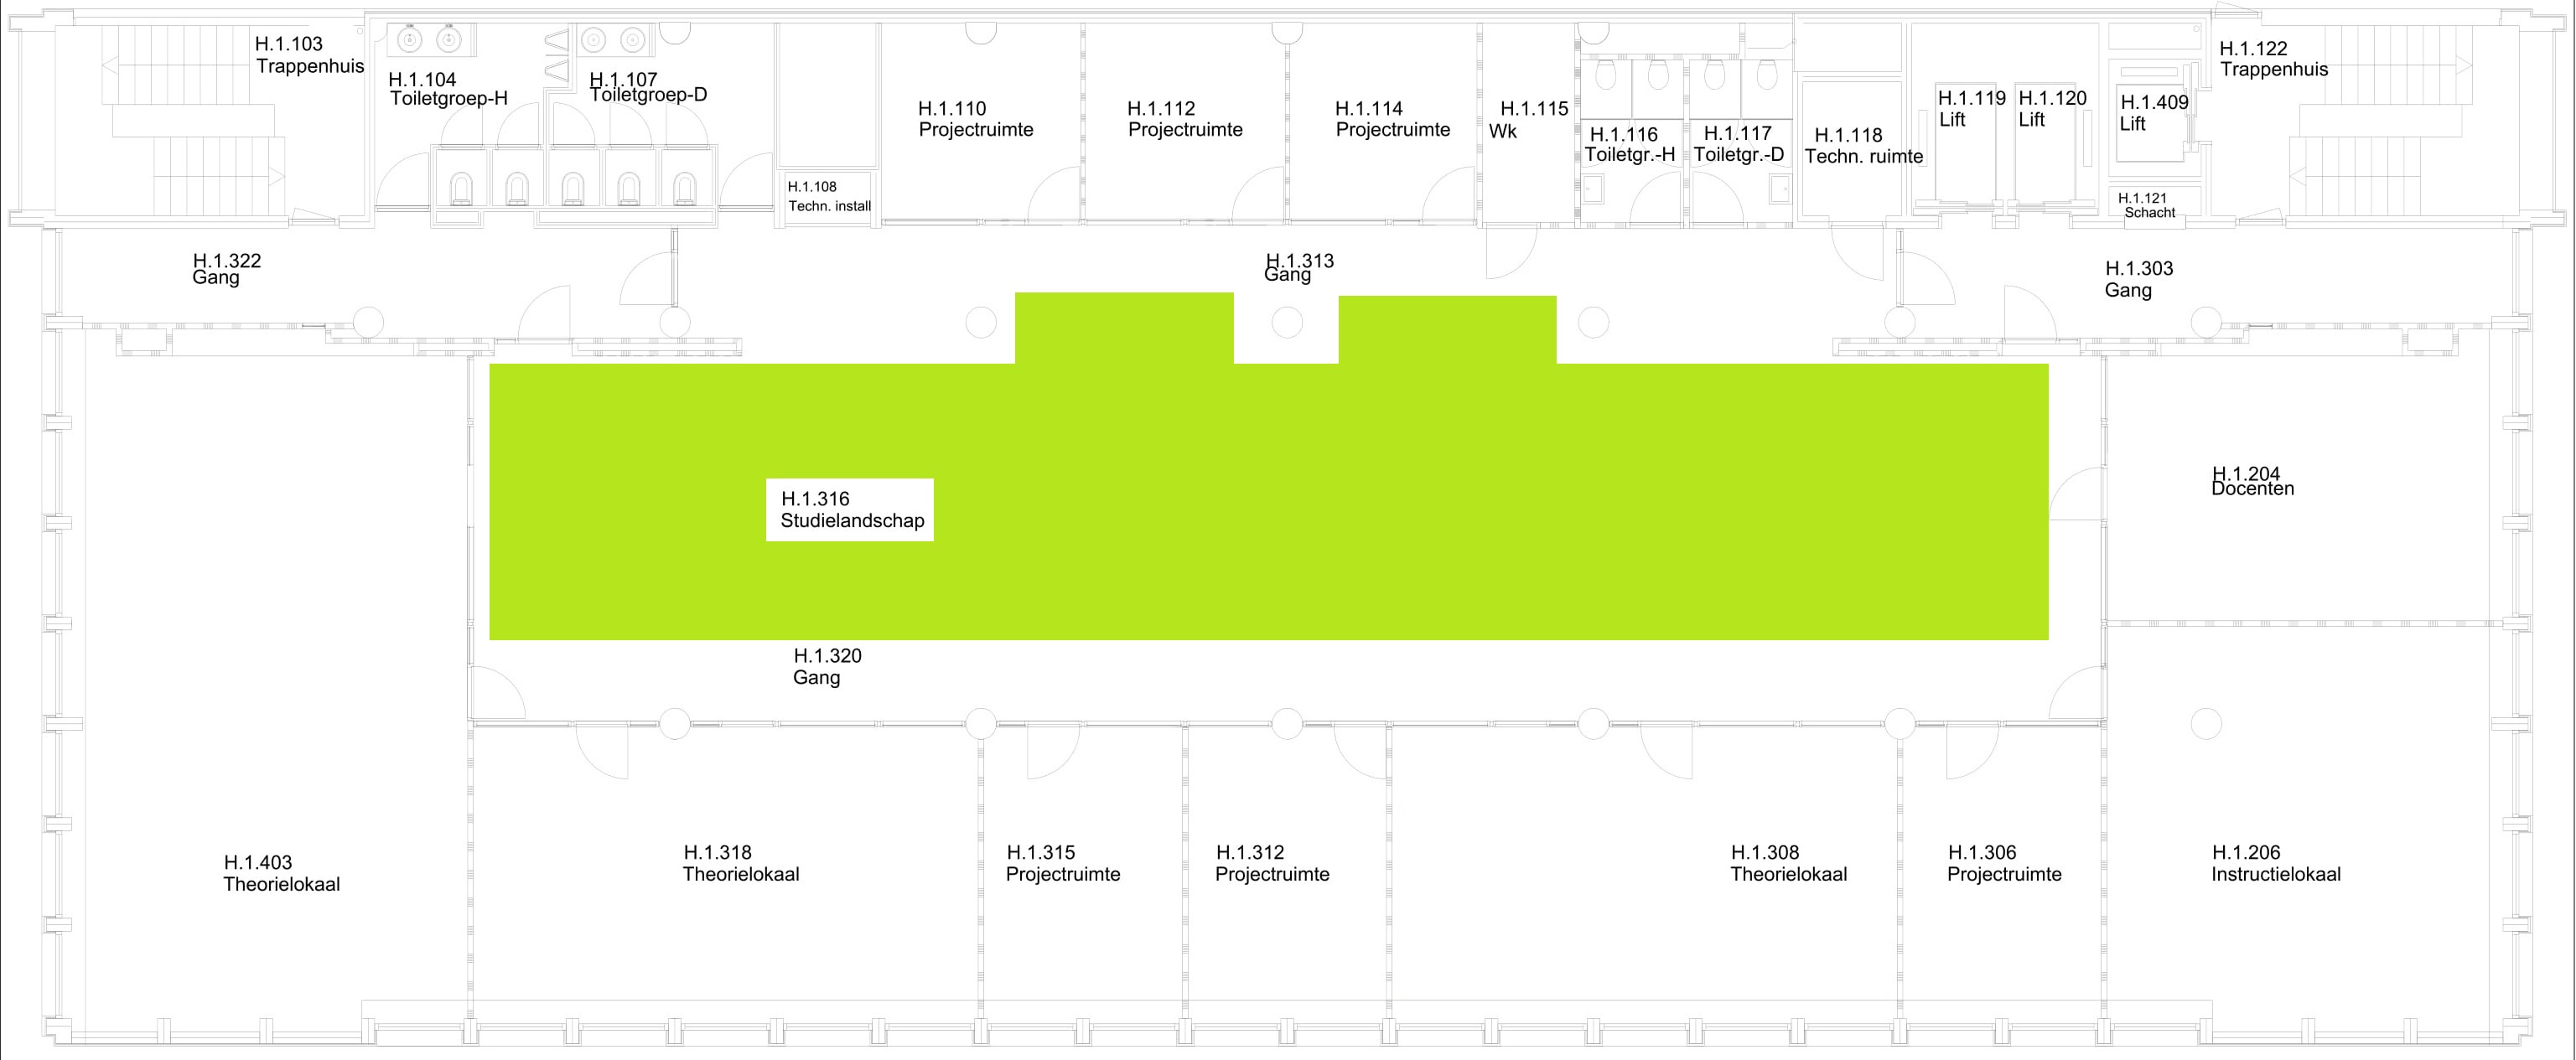 H.1.103
Trappenhuis
H.1.104
Toiletgroep-H
H.1.107
Toiletgroep-D
H.1.108
Techn. install
H.1.110
Projectruimte
H.1.112
Projectruimte
H.1.114
Projectruimte
H.1.115
Wk
H.1.116
Toiletgr.-H
H.1.117
Toiletgr.-D
H.1.118
Techn. ruimte
H.1.119
Lift
H.1.120
Lift
H.1.409
Lift
H.1.121
Schacht
H.1.122
Trappenhuis
H.1.322
Gang
H.1.313
Gang
H.1.303
Gang
H.1.316
Studielandschap
H.1.204
Docenten
H.1.320
Gang
H.1.403
Theorielokaal
H.1.318
Theorielokaal
H.1.315
Projectruimte
H.1.312
Projectruimte
H.1.308
Theorielokaal
H.1.306
Projectruimte
H.1.206
Instructielokaal